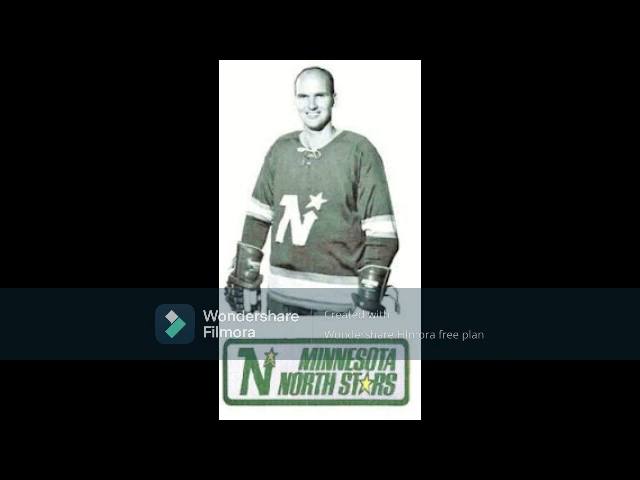 N
Wondershare
Filmora
Created with
Wondershare Filmora free plan
N MINNESOTA
NORTH STARS